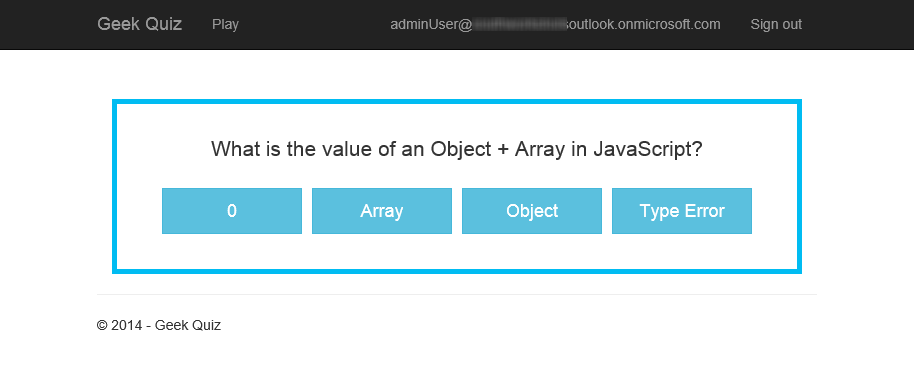 Geek Quiz Play adminUser@ outlook.onmicrosoft.com Sign out
What is the value of an Object + Array in JavaScript?
0 Array Object Type Error
© 2014 - Geek Quiz